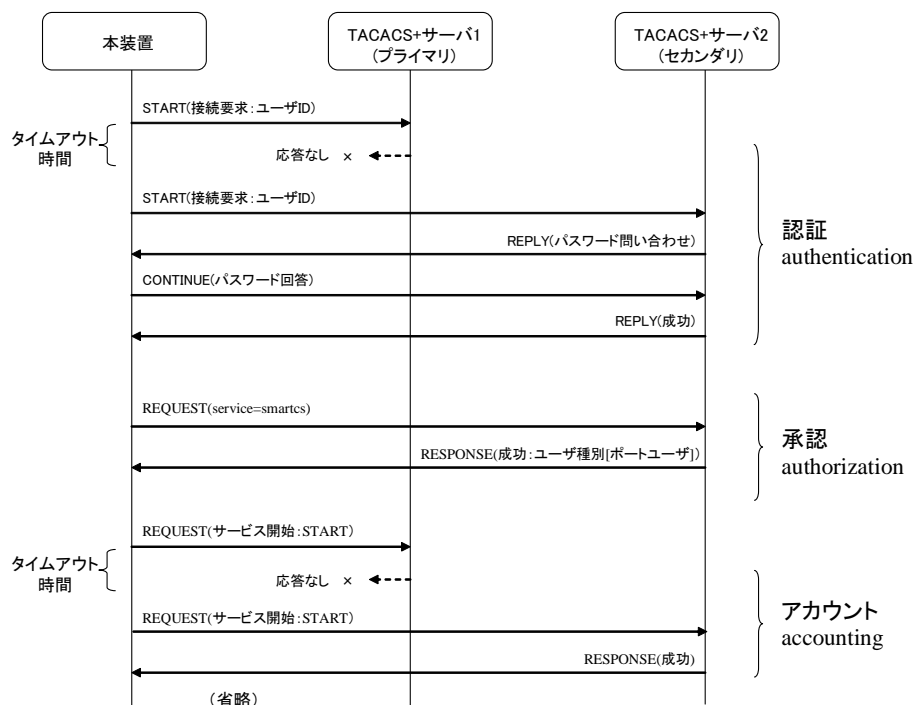 本装置
TACACS+サーバ1
(プライマリ)
TACACS+サーバ2
(セカンダリ)
START(接続要求:ユーザID)
タイムアウト
時間
応答なし ×
START(接続要求:ユーザID)
REPLY(パスワード問い合わせ)
CONTINUE(パスワード回答)
REPLY(成功)
認証
authentication
REQUEST(service=smartcs)
RESPONSE(成功:ユーザ種別[ポートユーザ])
承認
authorization
REQUEST(サービス開始:START)
タイムアウト
時間
応答なし ×
REQUEST(サービス開始:START)
RESPONSE(成功)
アカウント
accounting
(省略)